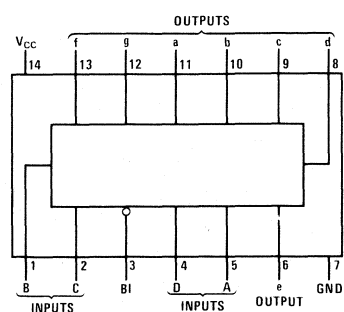 OUTPUTS
VCC f g a b c d
14 13 12 11 10 9 8
1 2 3 4 5 6 7
B C BI D A e GND
INPUTS INPUTS OUTPUT